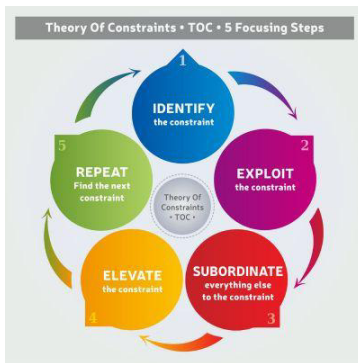 Theory Of Constraints • TOC • 5 Focusing Steps
1
IDENTIFY
the constraint
2
EXPLOIT
the constraint
3
SUBORDINATE
everything else
to the constraint
4
ELEVATE
the constraint
5
REPEAT
Find the next
constraint
Theory Of
Constraints
• TOC •